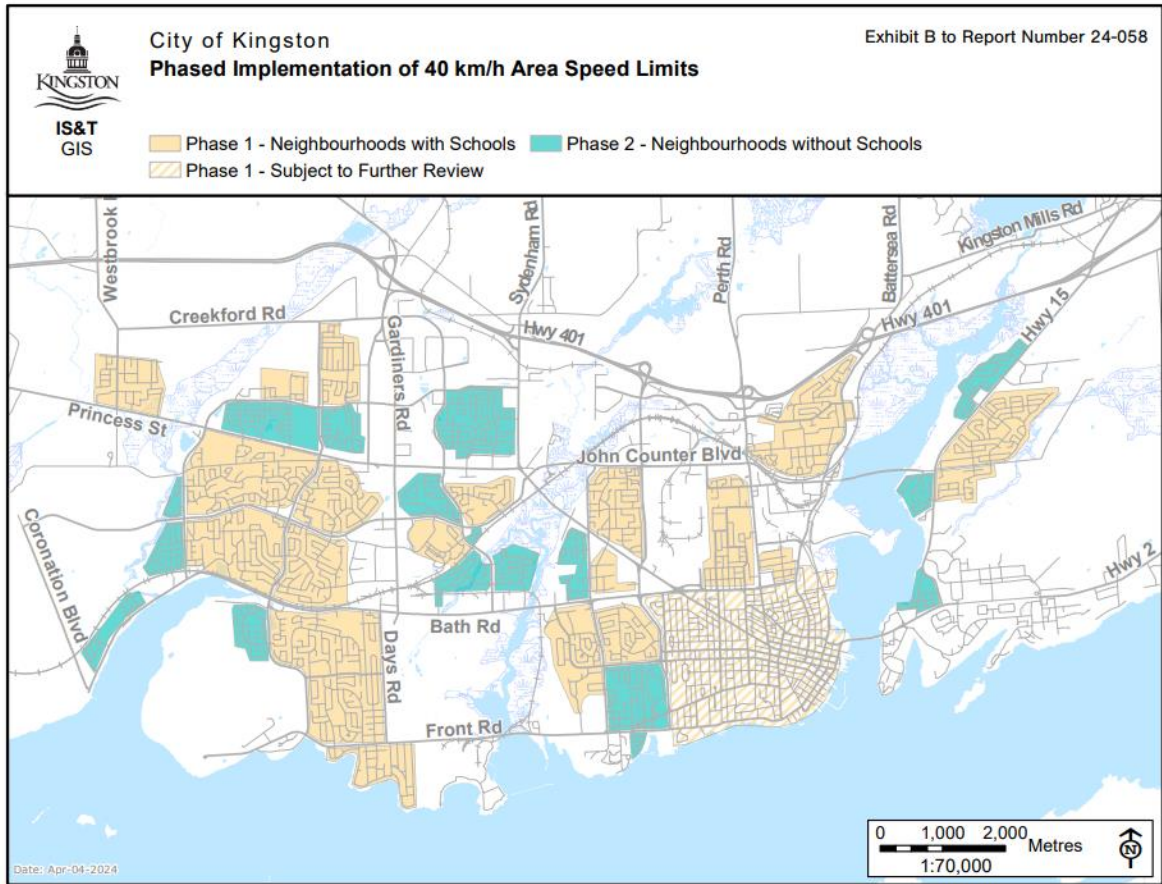 City of Kingston
Exhibit B to Report Number 24-058
Phased Implementation of 40 km/h Area Speed Limits
KINGSTON
IS&T
GIS
Phase 1 - Neighbourhoods with Schools
Phase 2 - Neighbourhoods without Schools
Phase 1 - Subject to Further Review
Westbrook
Sydenham Rd
Perth Rd
Battersea Rd
Kingston Mills Rd
Creekford Rd
Gardiners Rd
Hwy 401
Hwy 401
Hwy 15
Princess St
John Counter Blvd
Coronation Blvd
Hwy 2
Bath Rd
Days Rd
Front Rd
0 1,000 2,000
Metres
1:70,000
N
Date: Apr-04-2024